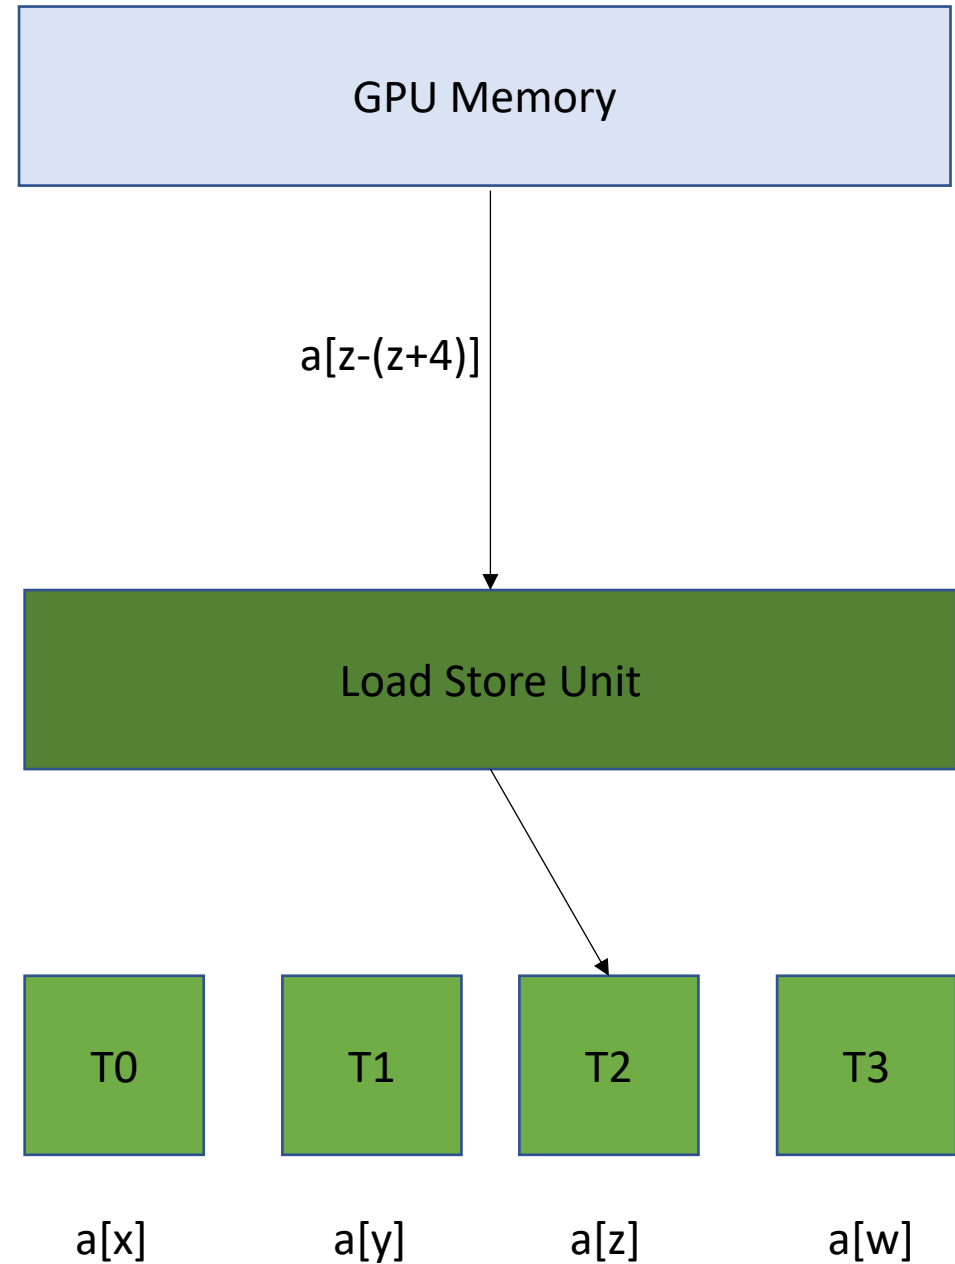 GPU Memory
a[z-(z+4)]
Load Store Unit
T0 T1 T2 T3
a[x] a[y] a[z] a[w]